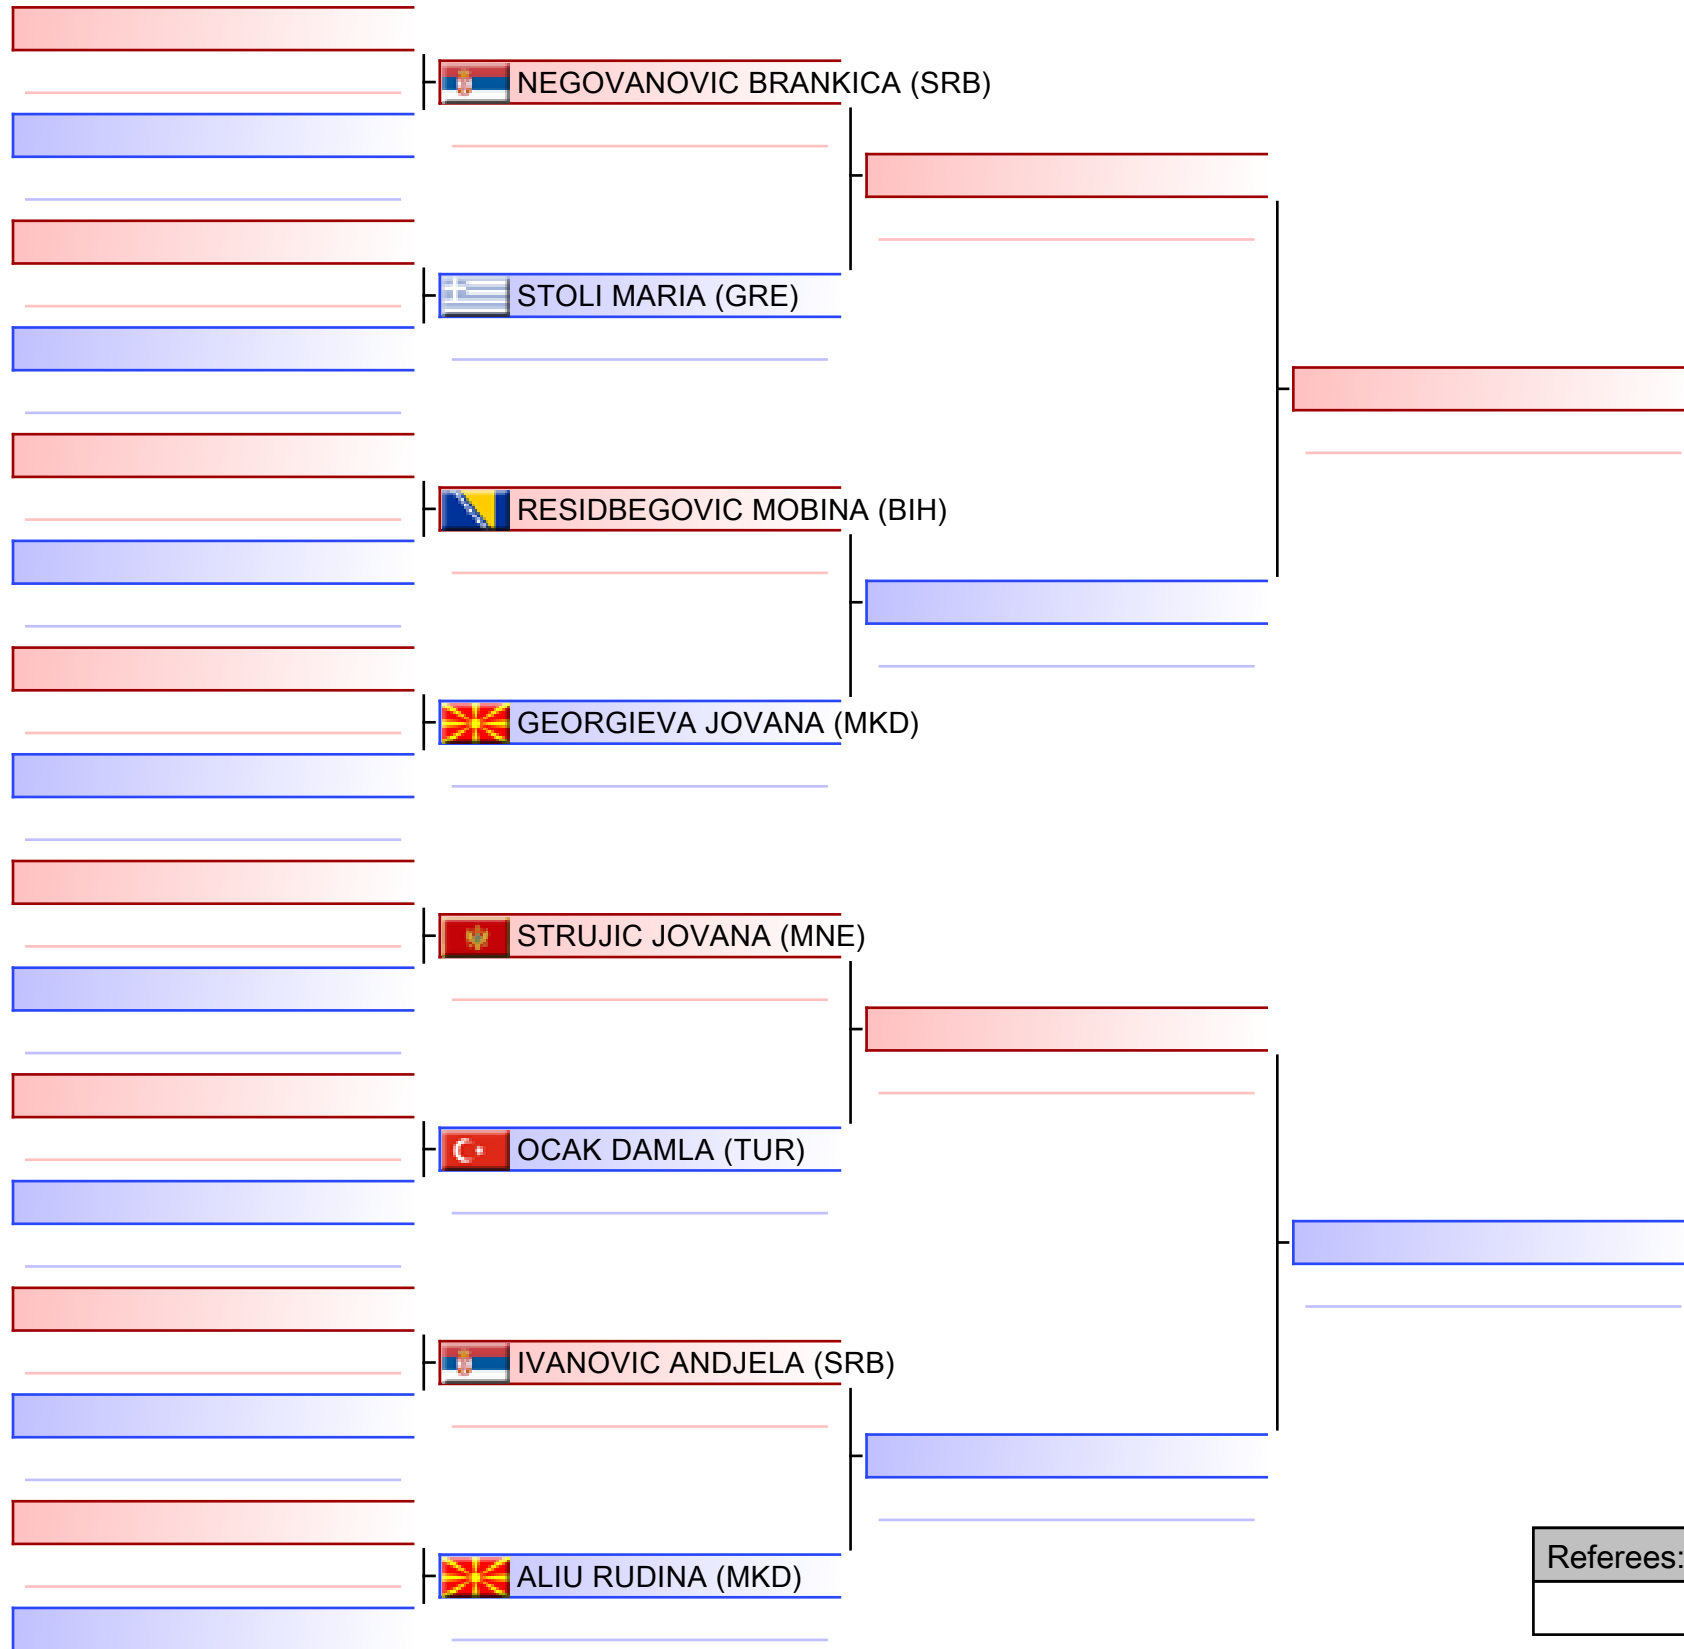 NEGOVANOVIC BRANKICA (SRB)
STOLI MARIA (GRE)
RESIDBEGOVIC MOBINA (BIH)
GEORGIEVA JOVANA (MKD)
STRUJIC JOVANA (MNE)
OCAK DAMLA (TUR)
IVANOVIC ANDJELA (SRB)
ALIU RUDINA (MKD)
Referees: